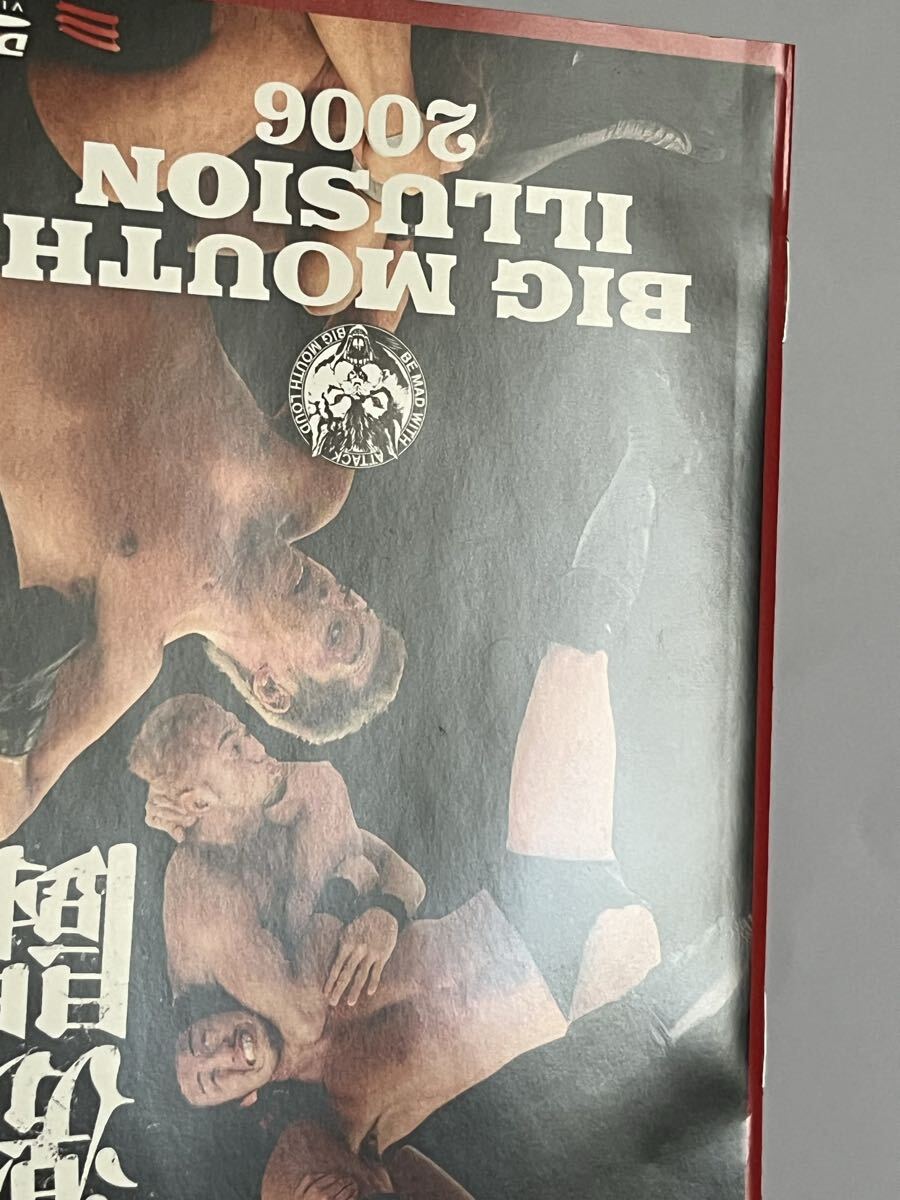 BIG MOUTH LOUD
BE MAD WITH ATTACK
BIG MOUTH
ILLUSION
2006